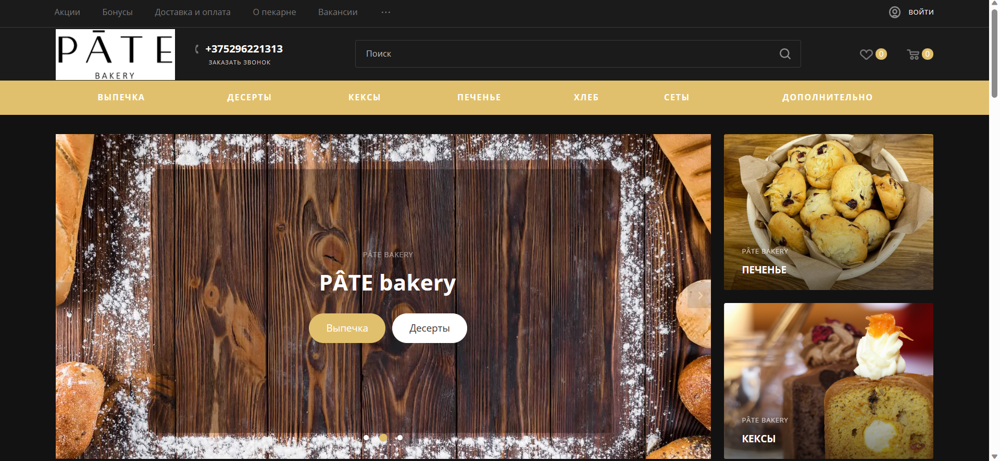 Акции Бонусы Доставка и оплата О пекарне Вакансии ...
ВОЙТИ
PĀTE
BAKERY
+375296221313
ЗАКАЗАТЬ ЗВОНОК
Поиск
0
0
ВЫПЕЧКА ДЕСЕРТЫ КЕКСЫ ПЕЧЕНЬЕ ХЛЕБ СЕТЫ ДОПОЛНИТЕЛЬНО
PÂTE BAKERY
PÂTE bakery
Выпечка Десерты
PÂTE BAKERY
ПЕЧЕНЬЕ
PÂTE BAKERY
КЕКСЫ